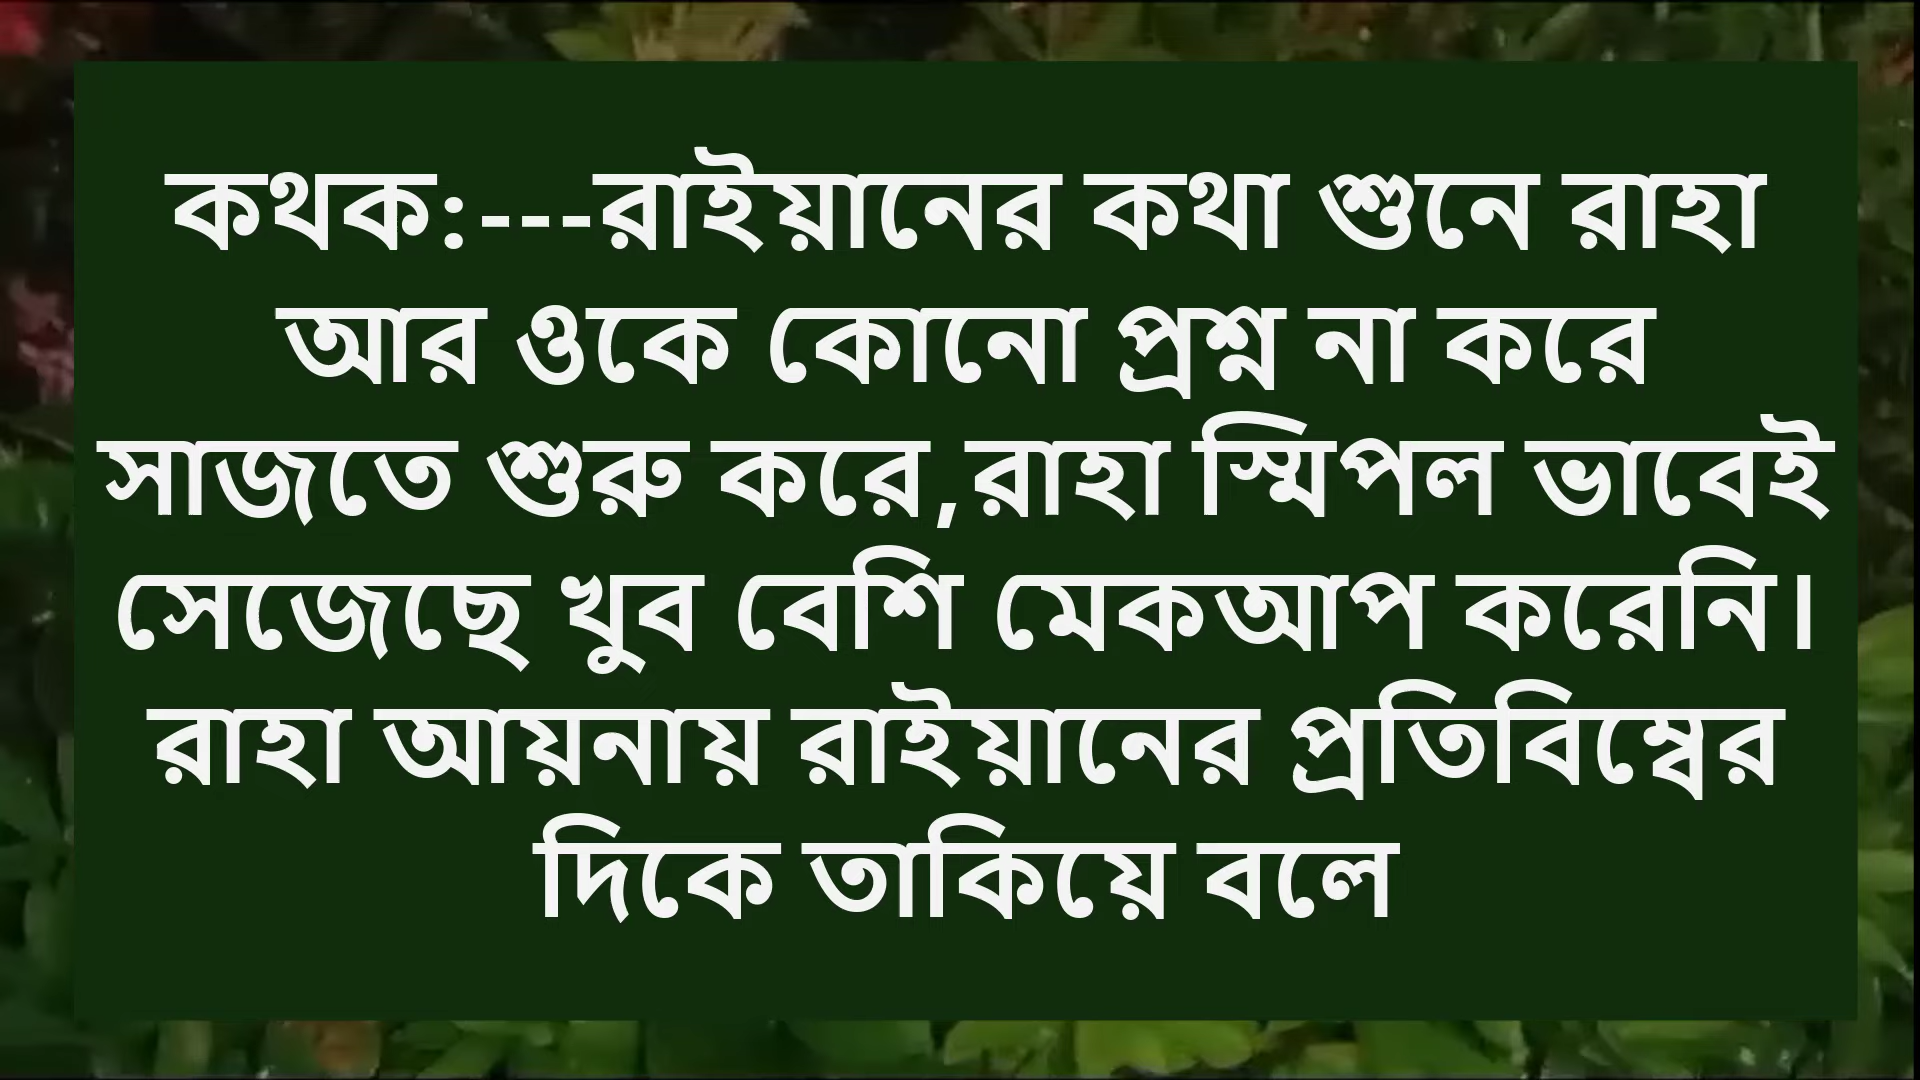 কথক:---রাইয়ানের কথা শুনে রাহা
আর ওকে কোনো প্রশ্ন না করে
সাজতে শুরু করে,রাহা স্মিপল ভাবেই
সেজেছে খুব বেশি মেকআপ করেনি।
রাহা আয়নায় রাইয়ানের প্রতিবিম্বের
দিকে তাকিয়ে বলে